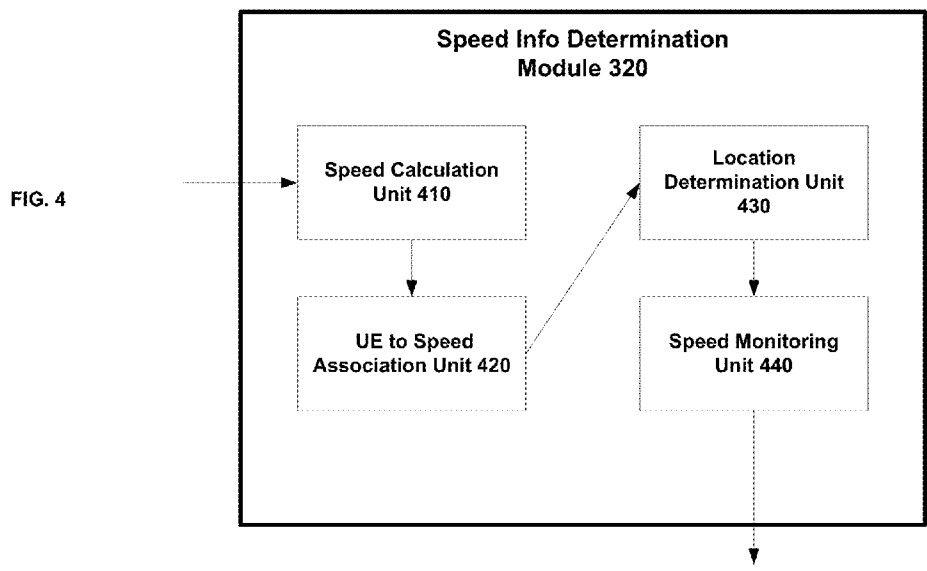 Speed Info Determination
Module 320
Speed Calculation
Unit 410
Location
Determination Unit
430
FIG. 4
UE to Speed
Association Unit 420
Speed Monitoring
Unit 440